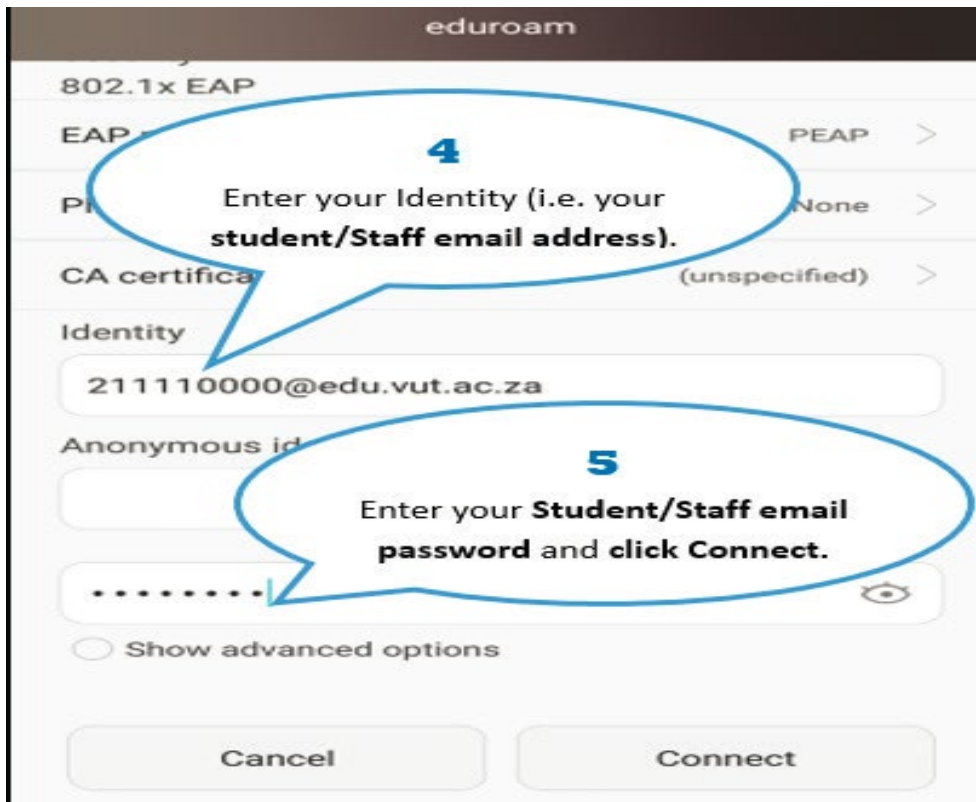 eduroam
802.1x EAP
EAP
PEAP
4
Enter your Identity (i.e. your
None
student/Staff email address).
CA
(unspecified)
Identity
211110000@edu.vut.ac.za
Anonymous
5
Enter your Student/Staff email
password and click Connect.
••••••••
Show advanced options
Cancel
Connect